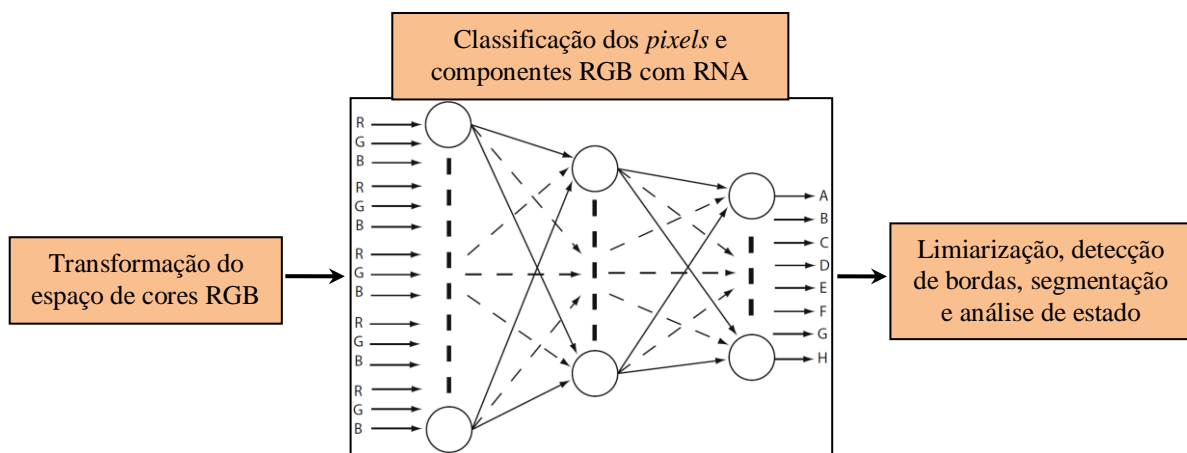 Classificação dos pixels e
componentes RGB com RNA
Transformação do
espaço de cores RGB
R
G
B
R
G
B
R
G
B
R
G
B
R
G
B
A
B
C
D
E
F
G
H
Limiarização, detecção
de bordas, segmentação
e análise de estado